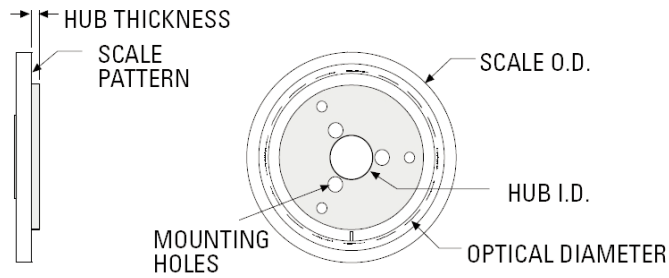 HUB THICKNESS
SCALE
PATTERN
SCALE O.D.
HUB I.D.
MOUNTING
HOLES
OPTICAL DIAMETER